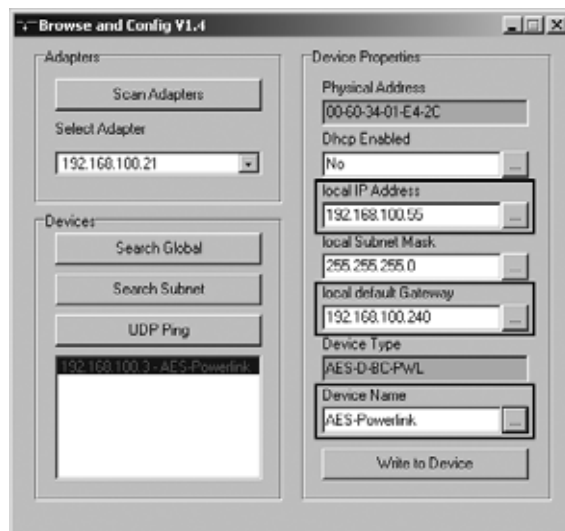 Browse and Config V1.4
Adapters
Scan Adapters
Select Adapter
192.168.100.21
Devices
Search Global
Search Subnet
UDP Ping
192.168.100.3 - AES-Powerlink
Device Properties
Physical Address
00-60-34-01-E4-2C
Dhcp Enabled
No
...
local IP Address
192.168.100.55
...
local Subnet Mask
255.255.255.0
...
local default Gateway
192.168.100.240
...
Device Type
AES-D-BC-PWL
Device Name
AES-Powerlink
...
Write to Device